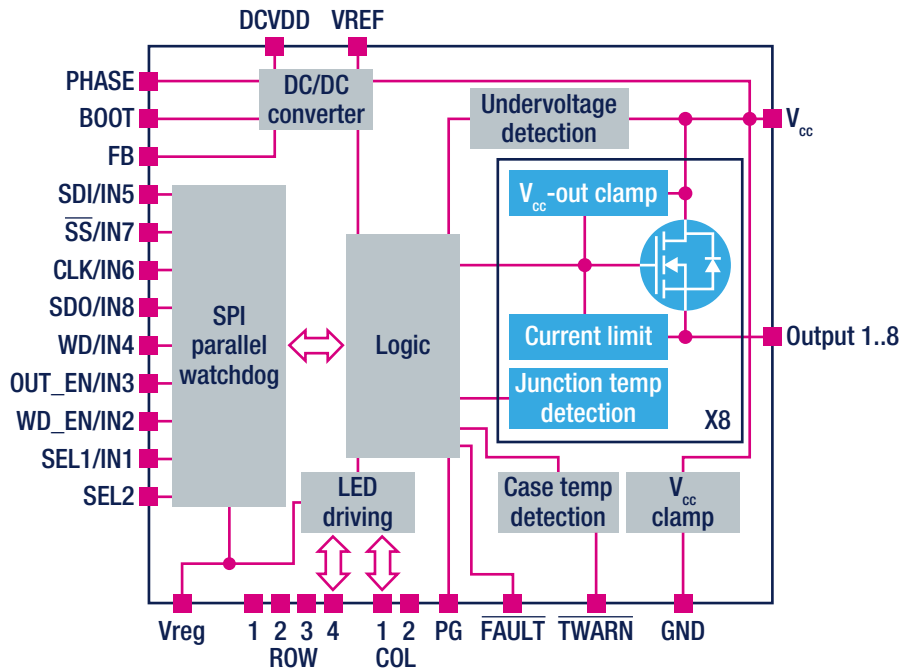 DCVDD VREF
PHASE
BOOT
FB
SDI/IN5
S̅S̅/IN7
CLK/IN6
SDO/IN8
WD/IN4
OUT_EN/IN3
WD_EN/IN2
SEL1/IN1
SEL2
DC/DC
converter
Undervoltage
detection
Vcc
Vcc-out clamp
SPI
parallel
watchdog
Logic
Current limit
Output 1..8
Junction temp
detection
X8
LED
driving
Case temp
detection
Vcc
clamp
Vreg 1 2 3 4 1 2 PG F̅A̅U̅L̅T̅ T̅W̅A̅R̅N̅ GND
ROW COL